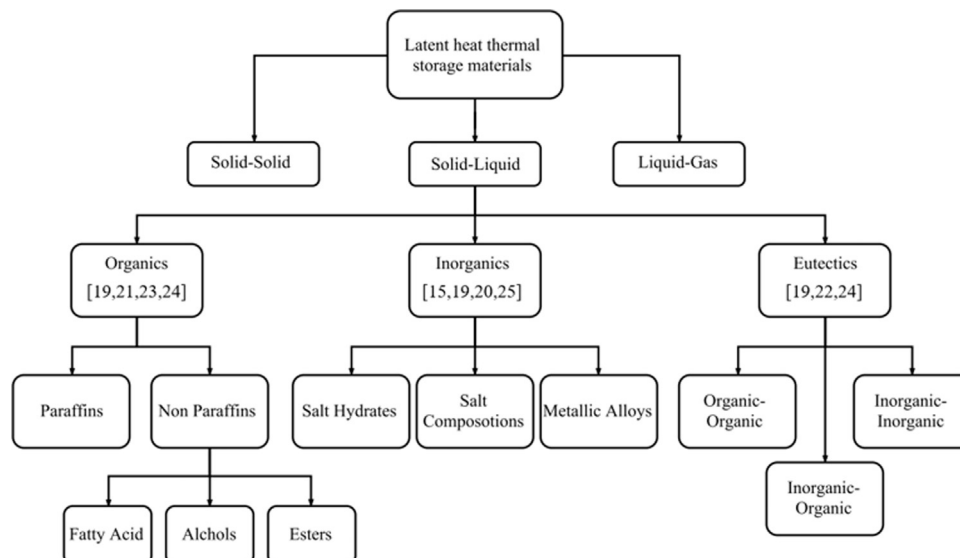 Latent heat thermal
storage materials
Solid-Solid
Solid-Liquid
Liquid-Gas
Organics
[19,21,23,24]
Inorganics
[15,19,20,25]
Eutectics
[19,22,24]
Paraffins
Non Paraffins
Salt Hydrates
Salt
Composotions
Metallic Alloys
Organic-
Organic
Inorganic-
Inorganic
Inorganic-
Organic
Fatty Acid
Alchols
Esters